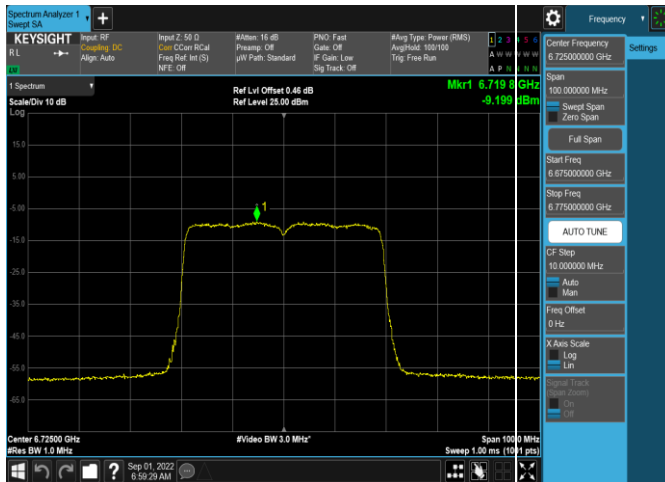 Spectrum Analyzer 1
Swept SA
Frequency
KEYSIGHT
RL
Input: RF
Coupling: DC
Align: Auto
Input Z: 50 Ω
Corr CCorr RCal
Freq Ref: Int (S)
NFE: Off
#Atten: 16 dB
Preamp: Off
µW Path: Standard
PNO: Fast
Gate: Off
IF Gain: Low
Sig Track: Off
#Avg Type: Power (RMS)
Avg|Hold: 100/100
Trig: Free Run
1 2 3 4 5 6
A W W W W W
A P N N N N
LXI
1 Spectrum
Scale/Div 10 dB
Log
Ref Lvl Offset 0.46 dB
Ref Level 25.00 dBm
Mkr1 6.719 8 GHz
-9.199 dBm
15.0
5.00
-5.00
-15.0
-25.0
-35.0
-45.0
-55.0
-65.0
1
Center 6.72500 GHz
#Res BW 1.0 MHz
#Video BW 3.0 MHz*
Span 100.0 MHz
Sweep 1.00 ms (1001 pts)
Center Frequency
6.725000000 GHz
Settings
Span
100.000000 MHz
Swept Span
Zero Span
Full Span
Start Freq
6.675000000 GHz
Stop Freq
6.775000000 GHz
AUTO TUNE
CF Step
10.000000 MHz
Auto
Man
Freq Offset
0 Hz
X Axis Scale
Log
Lin
Signal Track
(Span Zoom)
On
Off
?
Sep 01, 2022
6:59:29 AM